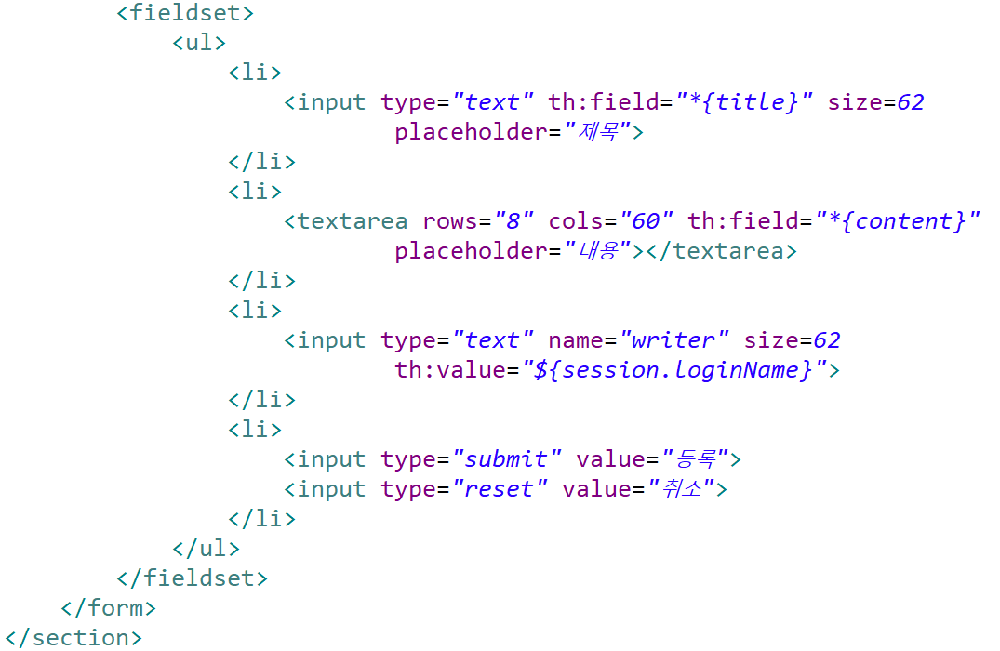 <fieldset>
<ul>
<li>
<input type="text" th:field="*{title}" size=62
placeholder="제목">
</li>
<li>
<textarea rows="8" cols="60" th:field="*{content}"
placeholder="내용"></textarea>
</li>
<li>
<input type="text" name="writer" size=62
th:value="${session.loginName}">
</li>
<li>
<input type="submit" value="등록">
<input type="reset" value="취소">
</li>
</ul>
</fieldset>
</form>
</section>